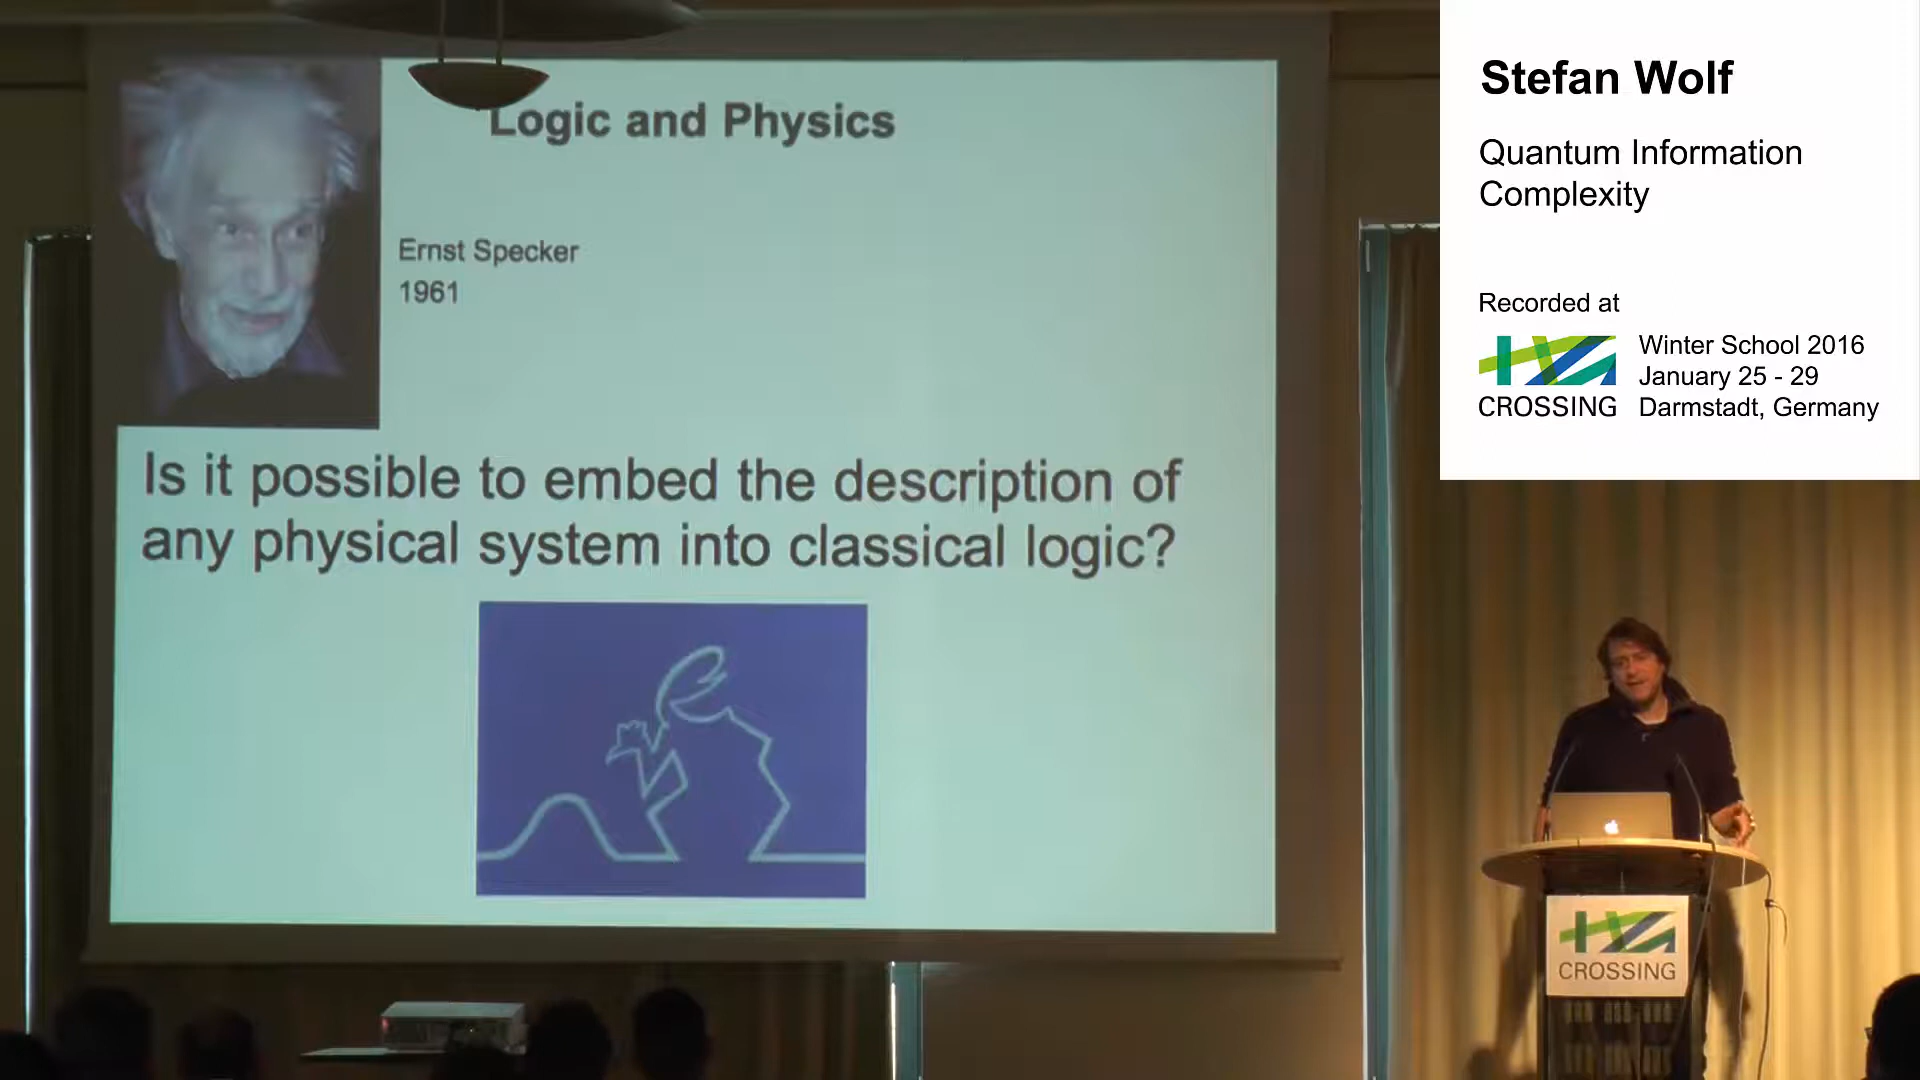 Logic and Physics
Ernst Specker
1961
Is it possible to embed the description of
any physical system into classical logic?
Stefan Wolf
Quantum Information
Complexity
Recorded at
CROSSING
Winter School 2016
January 25 - 29
Darmstadt, Germany
CROSSING